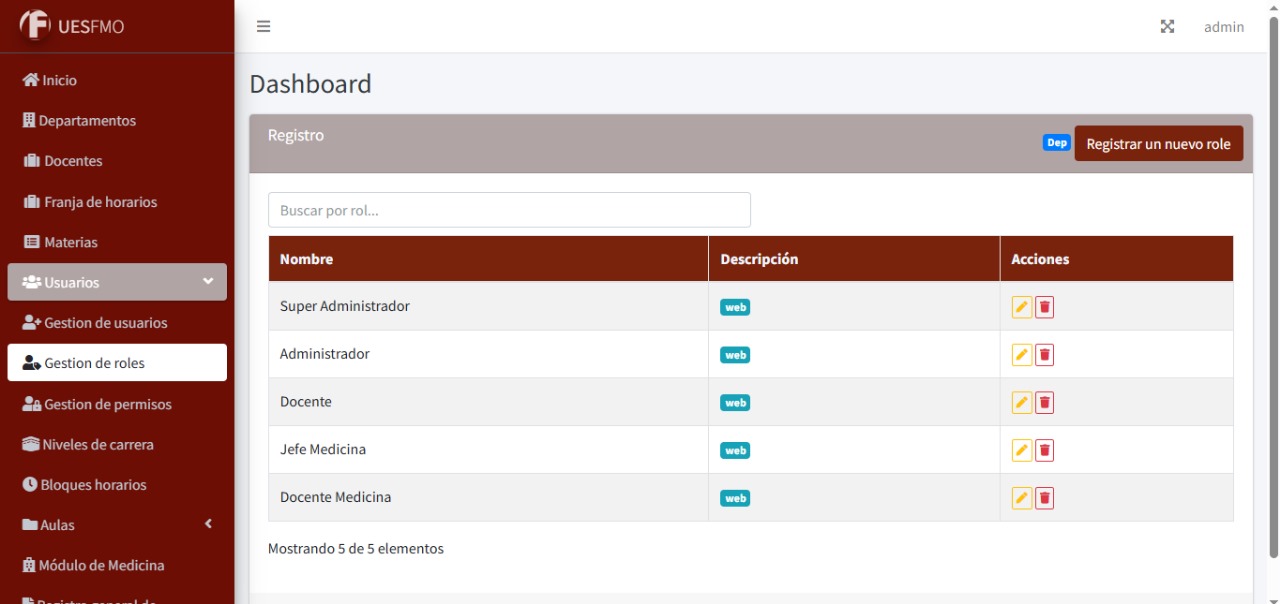 UESFMO
admin
Inicio
Departamentos
Docentes
Franja de horarios
Materias
Usuarios
Gestion de usuarios
Gestion de roles
Gestion de permisos
Niveles de carrera
Bloques horarios
Aulas
Módulo de Medicina
Registro general de
Dashboard
Registro
Dep
Registrar un nuevo role
Buscar por rol...
Nombre Descripción Acciones
Super Administrador web
Administrador web
Docente web
Jefe Medicina web
Docente Medicina web
Mostrando 5 de 5 elementos